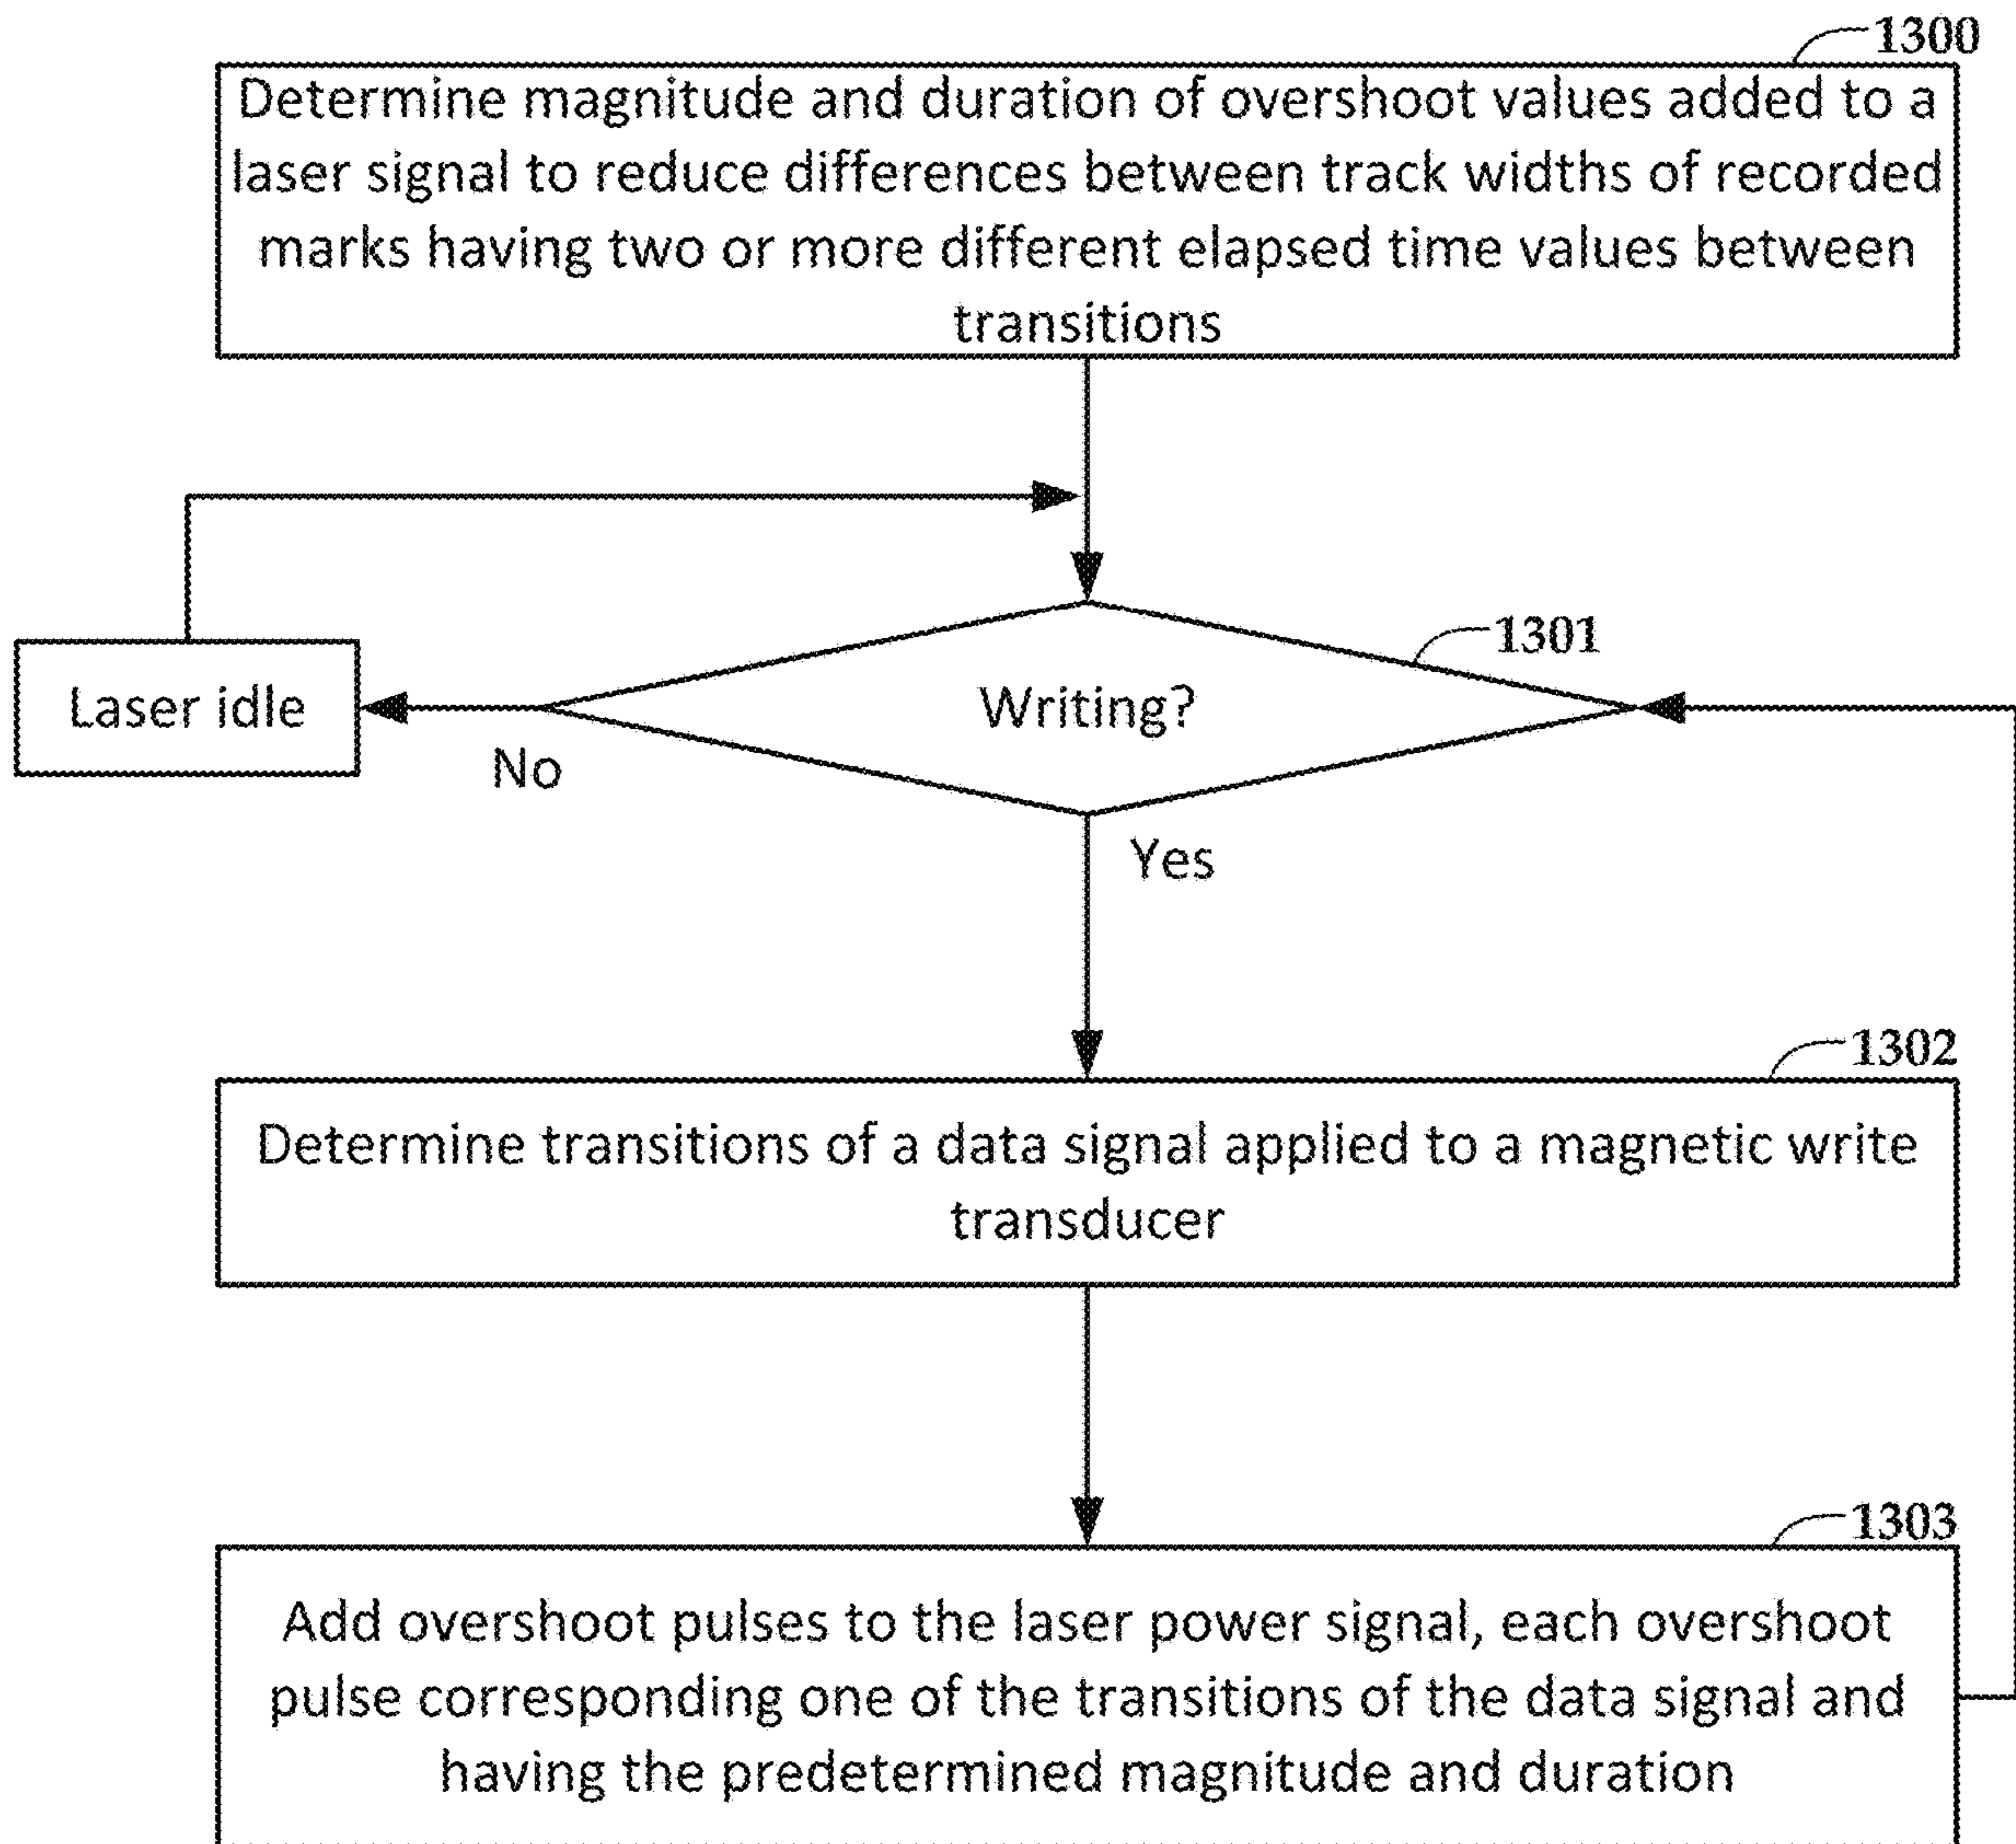 1300
Determine magnitude and duration of overshoot values added to a
laser signal to reduce differences between track widths of recorded
marks having two or more different elapsed time values between
transitions
1301
Laser idle
Writing?
No
Yes
1302
Determine transitions of a data signal applied to a magnetic write
transducer
1303
Add overshoot pulses to the laser power signal, each overshoot
pulse corresponding one of the transitions of the data signal and
having the predetermined magnitude and duration